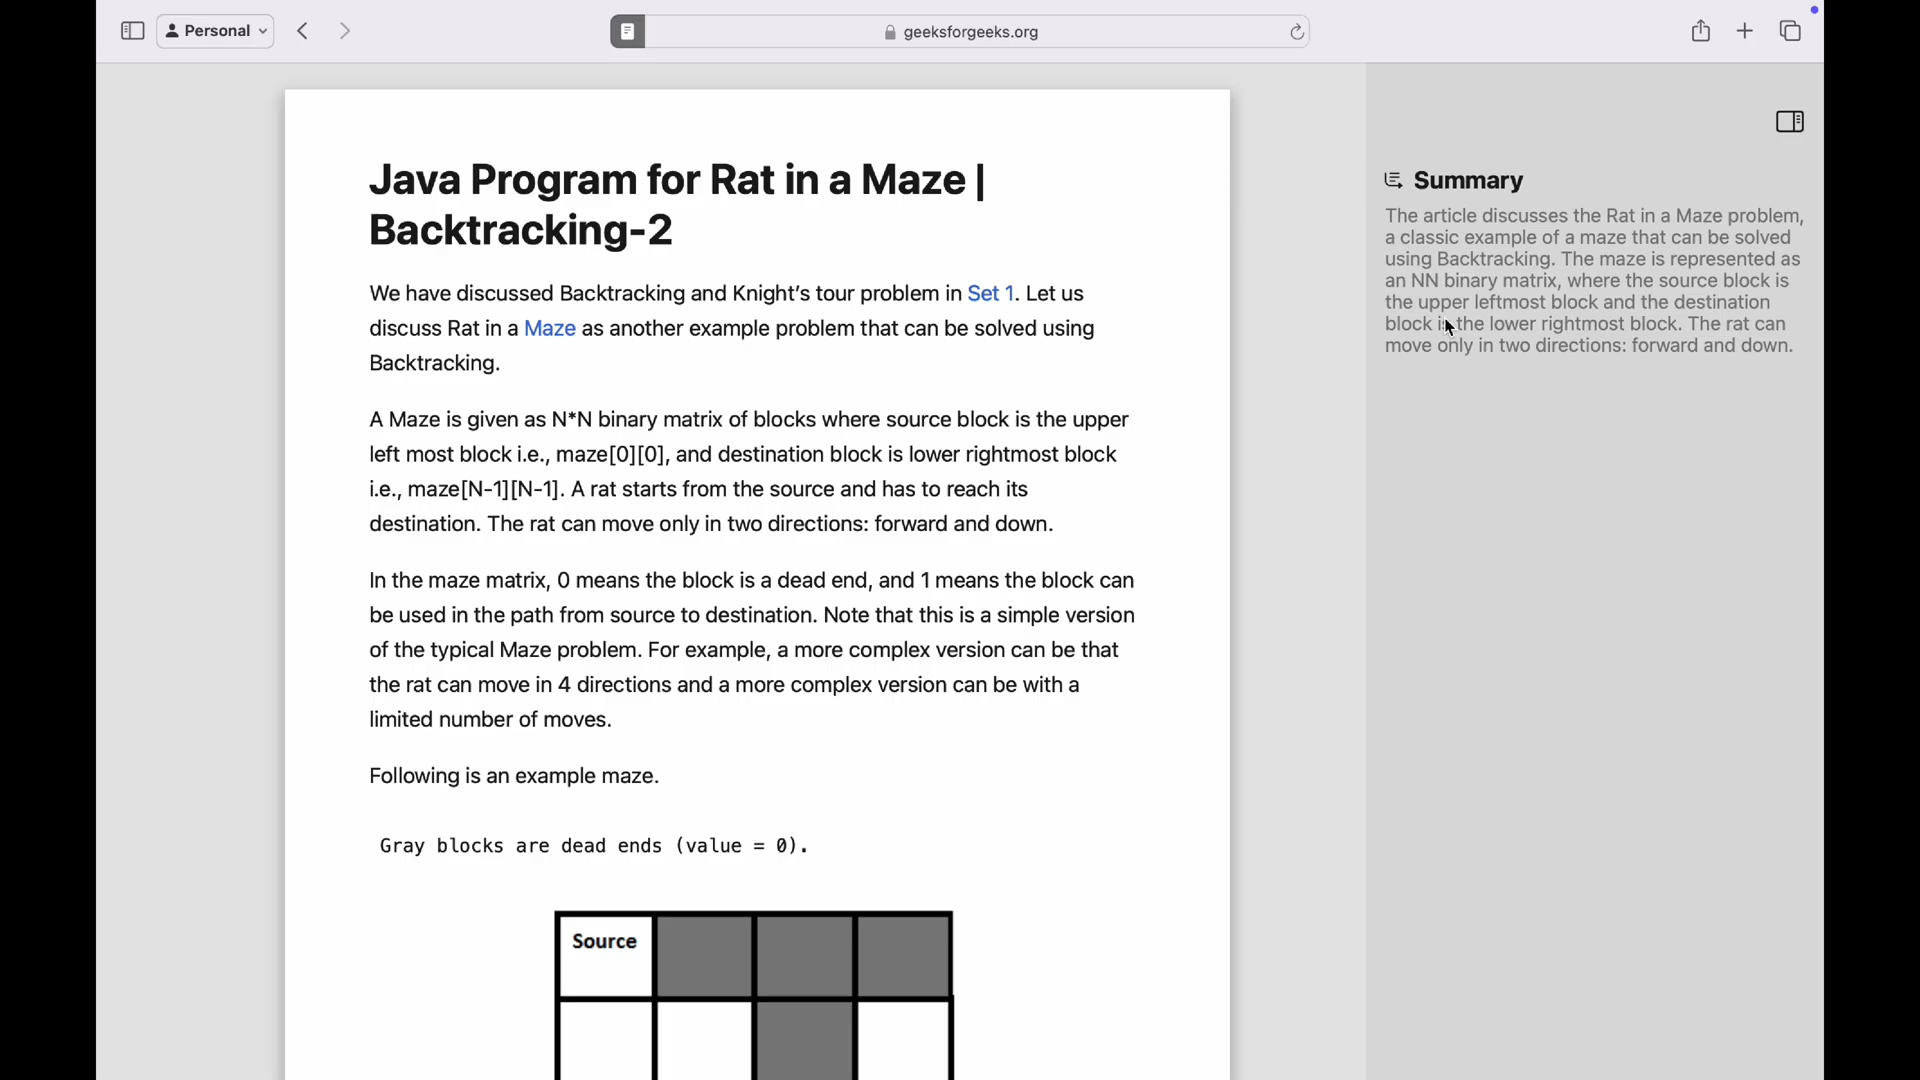 Personal
geeksforgeeks.org
Java Program for Rat in a Maze |
Backtracking-2
We have discussed Backtracking and Knight's tour problem in Set 1. Let us
discuss Rat in a Maze as another example problem that can be solved using
Backtracking.
A Maze is given as N*N binary matrix of blocks where source block is the upper
left most block i.e., maze[0][0], and destination block is lower rightmost block
i.e., maze[N-1][N-1]. A rat starts from the source and has to reach its
destination. The rat can move only in two directions: forward and down.
In the maze matrix, 0 means the block is a dead end, and 1 means the block can
be used in the path from source to destination. Note that this is a simple version
of the typical Maze problem. For example, a more complex version can be that
the rat can move in 4 directions and a more complex version can be with a
limited number of moves.
Following is an example maze.
Gray blocks are dead ends (value = 0).
Source
Summary
The article discusses the Rat in a Maze problem,
a classic example of a maze that can be solved
using Backtracking. The maze is represented as
an NN binary matrix, where the source block is
the upper leftmost block and the destination
block is the lower rightmost block. The rat can
move only in two directions: forward and down.